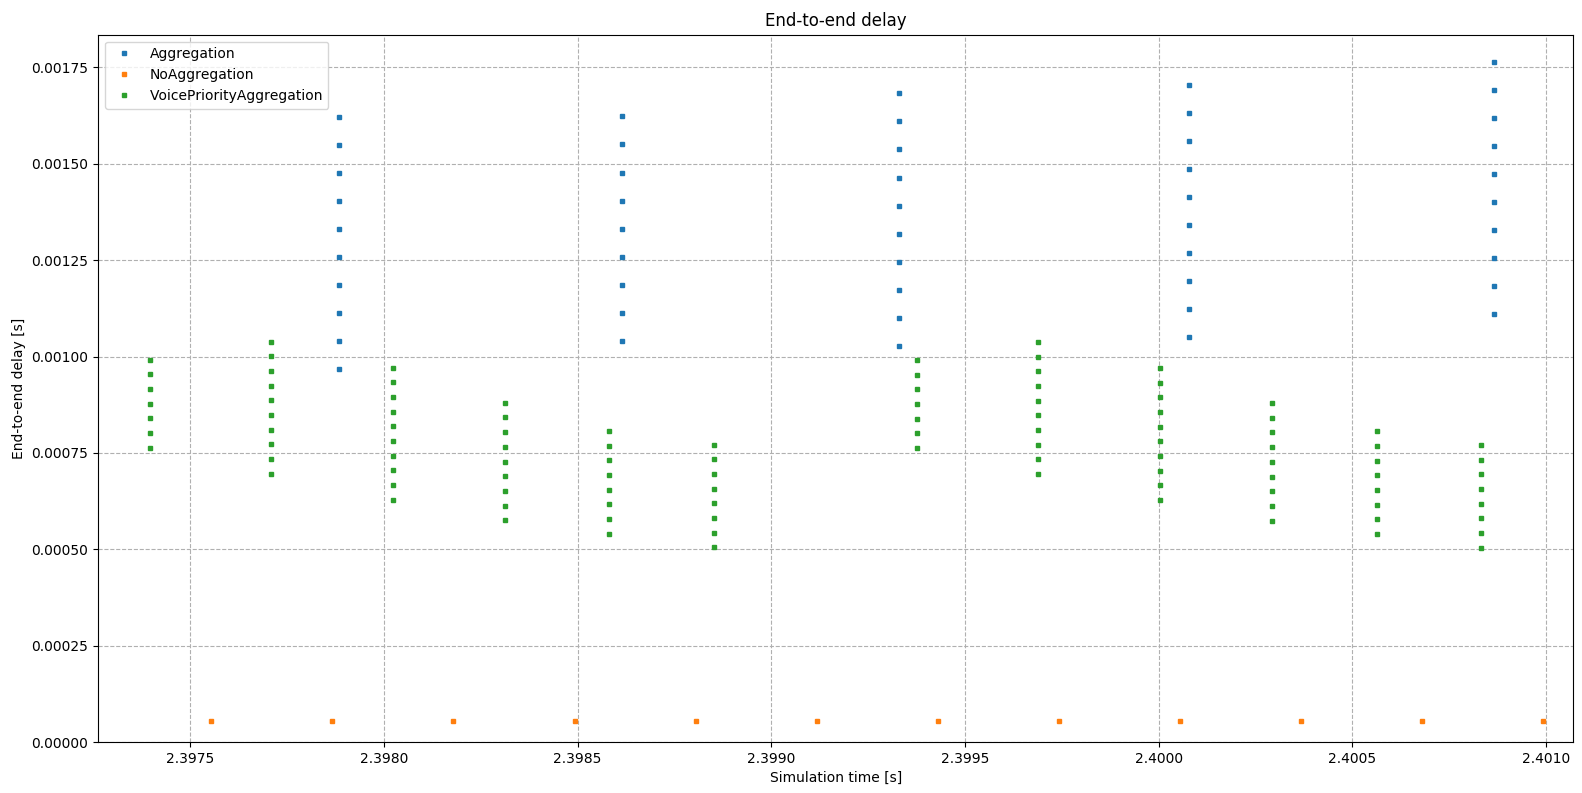 End-to-end delay
Aggregation
NoAggregation
VoicePriorityAggregation
End-to-end delay [s]
0.00175
0.00150
0.00125
0.00100
0.00075
0.00050
0.00025
0.00000
2.3975 2.3980 2.3985 2.3990 2.3995 2.4000 2.4005 2.4010
Simulation time [s]